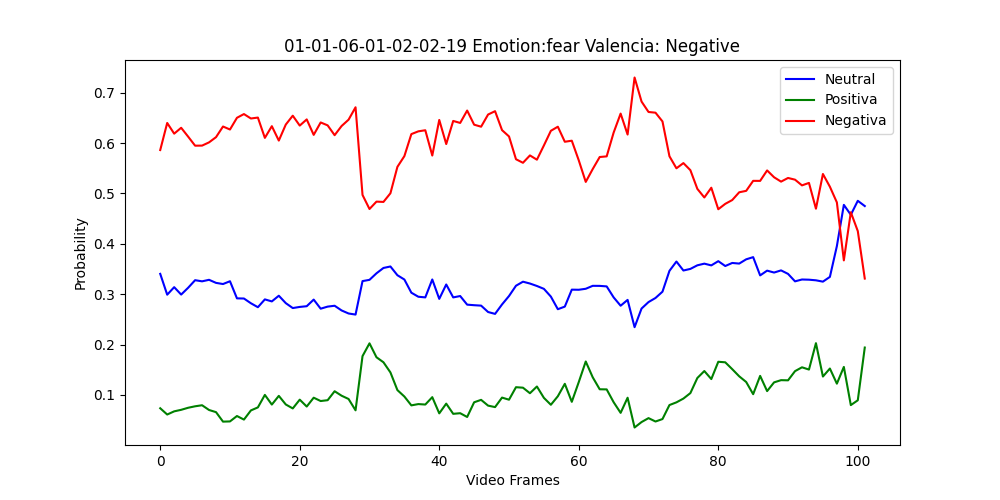 01-01-06-01-02-02-19 Emotion:fear Valencia: Negative
Neutral
Positiva
Negativa
Probability
0.7
0.6
0.5
0.4
0.3
0.2
0.1
0 20 40 60 80 100
Video Frames